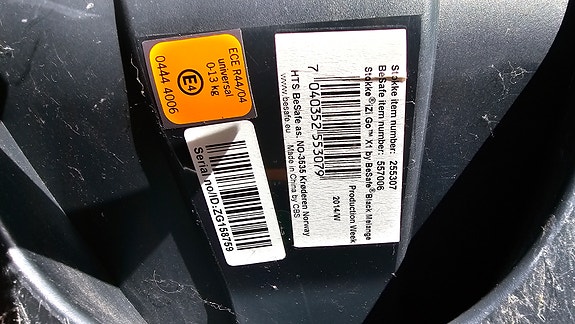 ECE R44/04
universal
0-13 kg
E4
0444 4006
Stokke item number: 255307
BeSafe item number: 557006
Stokke® iZi Go™ X1 by BeSafe® Black Melange
Production Week
2014/W
7 040352 553079
HTS BeSafe as, NO-3535 Krøderen Norway
www.besafe.eu Made in China by CBS
Serial no/ID:ZG158759